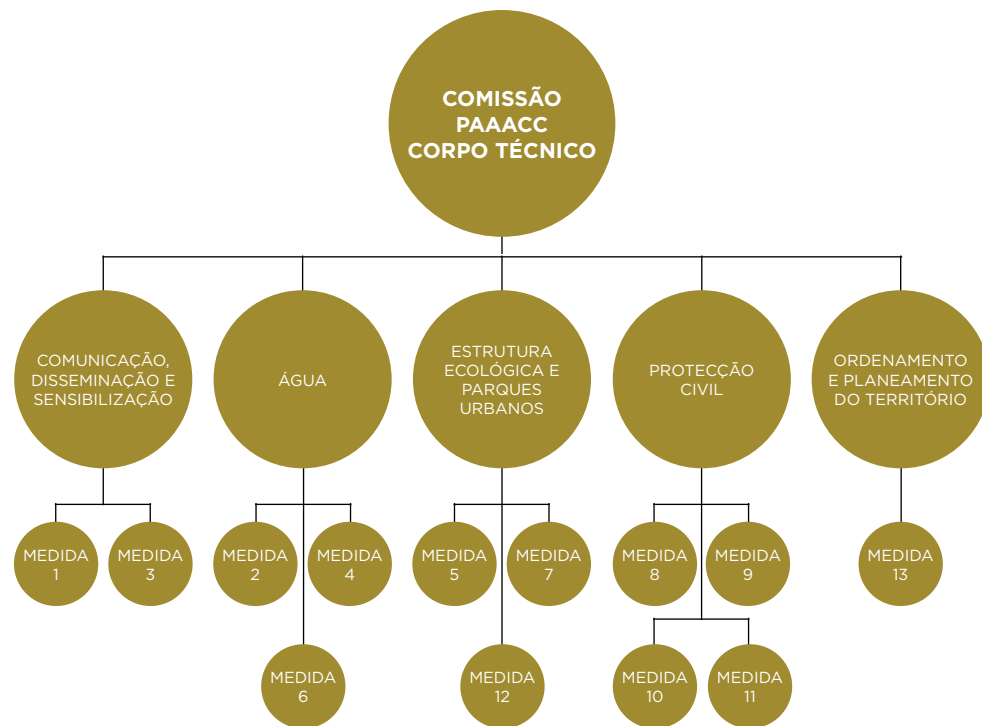 COMISSÃO
PAAACC
CORPO TÉCNICO
COMUNICAÇÃO,
DISSEMINAÇÃO E
SENSIBILIZAÇÃO
ÁGUA
ESTRUTURA
ECOLÓGICA E
PARQUES
URBANOS
PROTECÇÃO
CIVIL
ORDENAMENTO
E PLANEAMENTO
DO TERRITÓRIO
MEDIDA
1
MEDIDA
3
MEDIDA
2
MEDIDA
4
MEDIDA
5
MEDIDA
7
MEDIDA
8
MEDIDA
9
MEDIDA
13
MEDIDA
6
MEDIDA
12
MEDIDA
10
MEDIDA
11